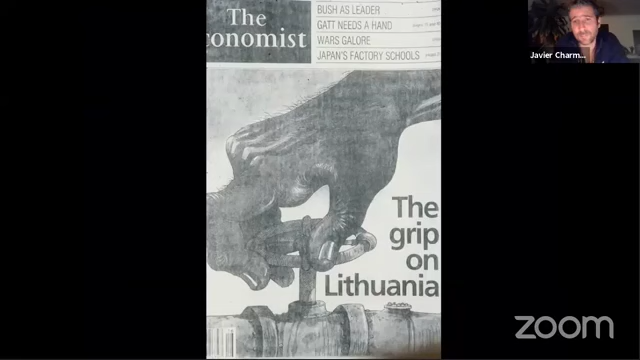 The
conomist
BUSH AS LEADER
GATT NEEDS A HAND
WARS GALORE
JAPAN'S FACTORY SCHOOLS
The
grip
on
Lithuania
Javier Charm...
zoom